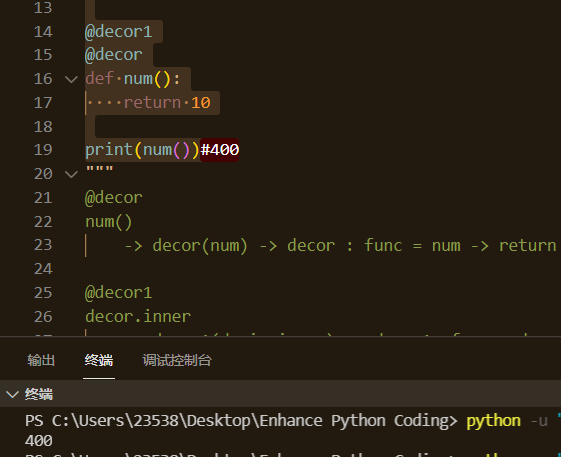 13
14 @decor1
15 @decor
16 def num():
17 return 10
18
19 print(num())#400
20 """
21 @decor
22 num()
23 -> decor(num) -> decor : func = num -> return
24
25 @decor1
26 decor.inner
输出 终端 调试控制台
终端
PS C:\Users\23538\Desktop\Enhance Python Coding> python -u
400